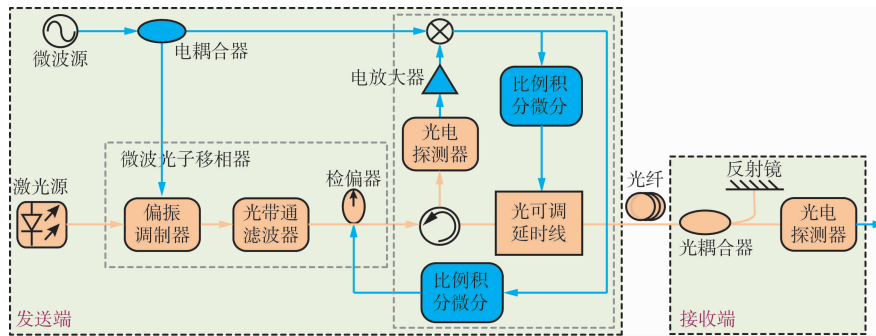 微波源
电耦合器
电放大器
比例积
分微分
光电
探测器
微波光子移相器
检偏器
激光源
偏振
调制器
光带通
滤波器
光可调
延时线
光纤
反射镜
光耦合器
光电
探测器
比例积
分微分
发送端
接收端